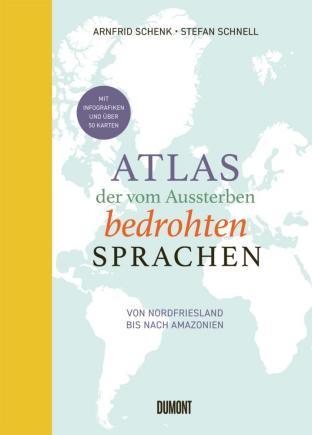 ARNFRID SCHENK • STEFAN SCHNELL
MIT
INFOGRAFIKEN
UND ÜBER
50 KARTEN
ATLAS
der vom Aussterben
bedrohten
SPRACHEN
VON NORDFRIESLAND
BIS NACH AMAZONIEN
DUMONT